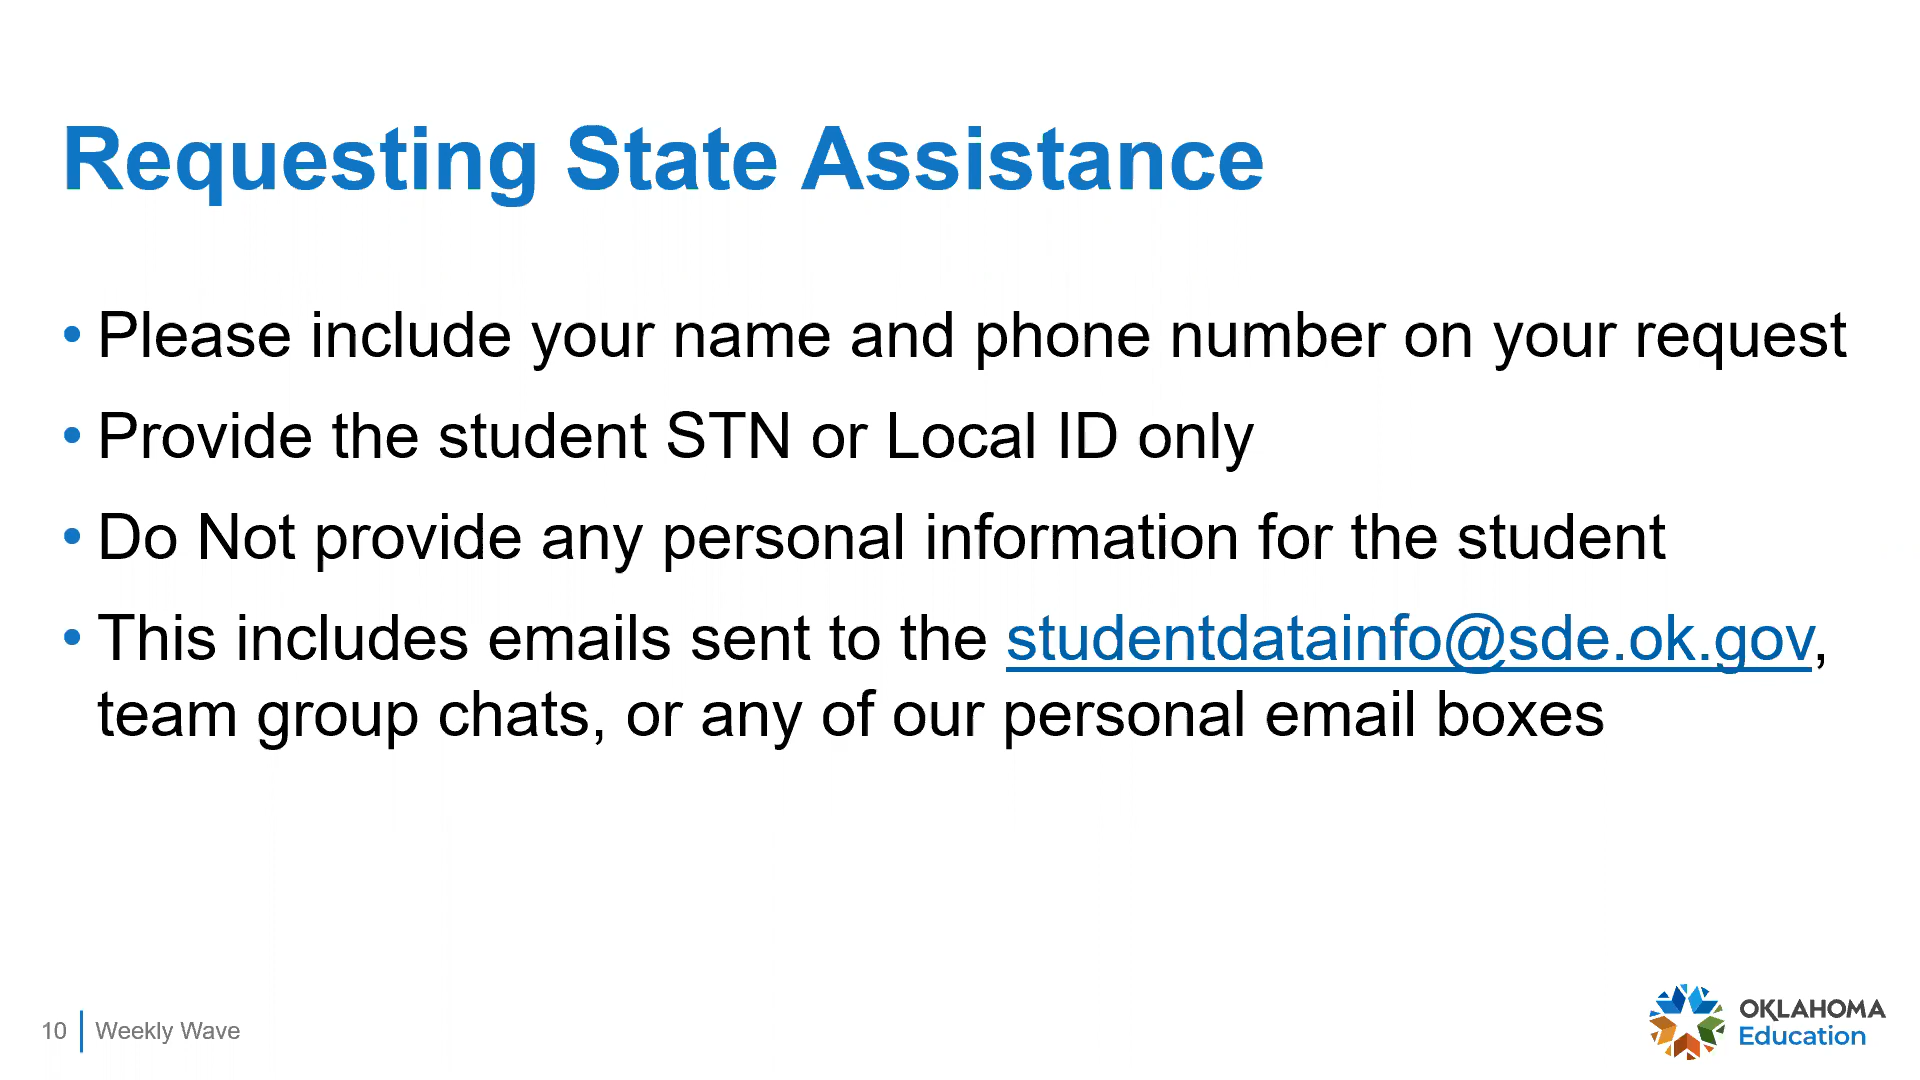 Requesting State Assistance
• Please include your name and phone number on your request
• Provide the student STN or Local ID only
• Do Not provide any personal information for the student
• This includes emails sent to the studentdatainfo@sde.ok.gov,
team group chats, or any of our personal email boxes
10 Weekly Wave
OKLAHOMA
Education